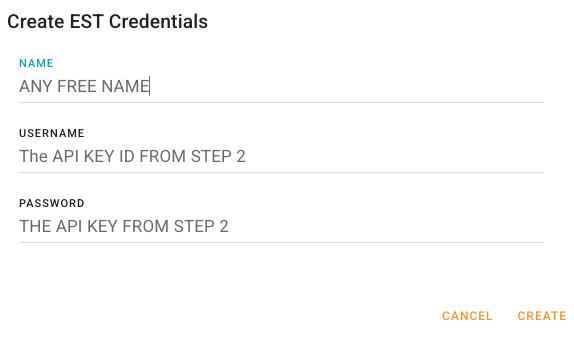 Create EST Credentials
NAME
ANY FREE NAME
USERNAME
The API KEY ID FROM STEP 2
PASSWORD
THE API KEY FROM STEP 2
CANCEL CREATE